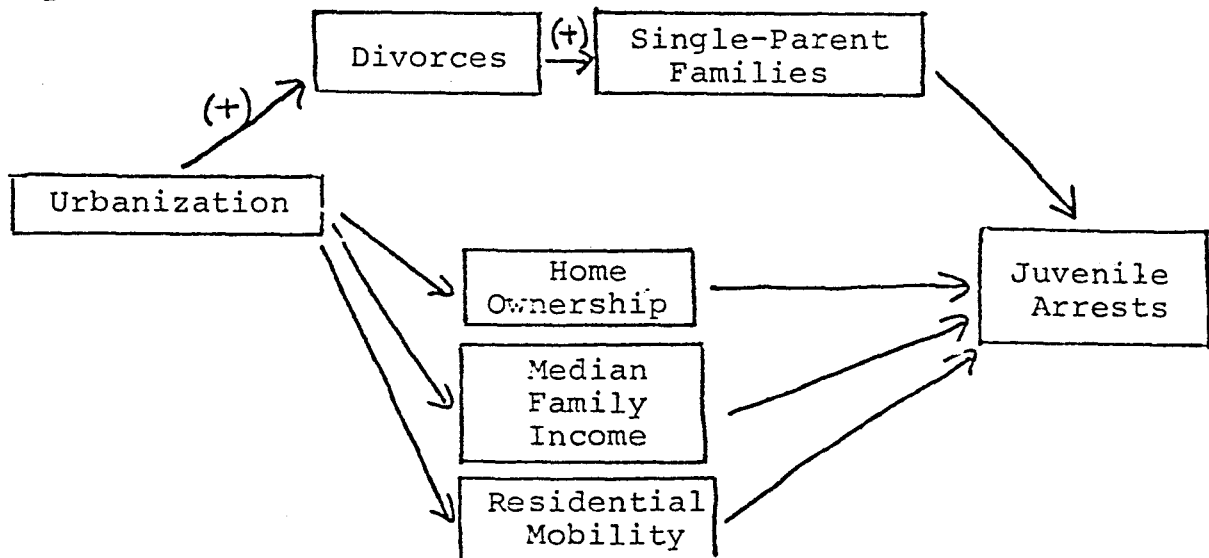 Divorces
(+)
Single-Parent
Families
(+)
Urbanization
Home
Ownership
Juvenile
Arrests
Median
Family
Income
Residential
Mobility